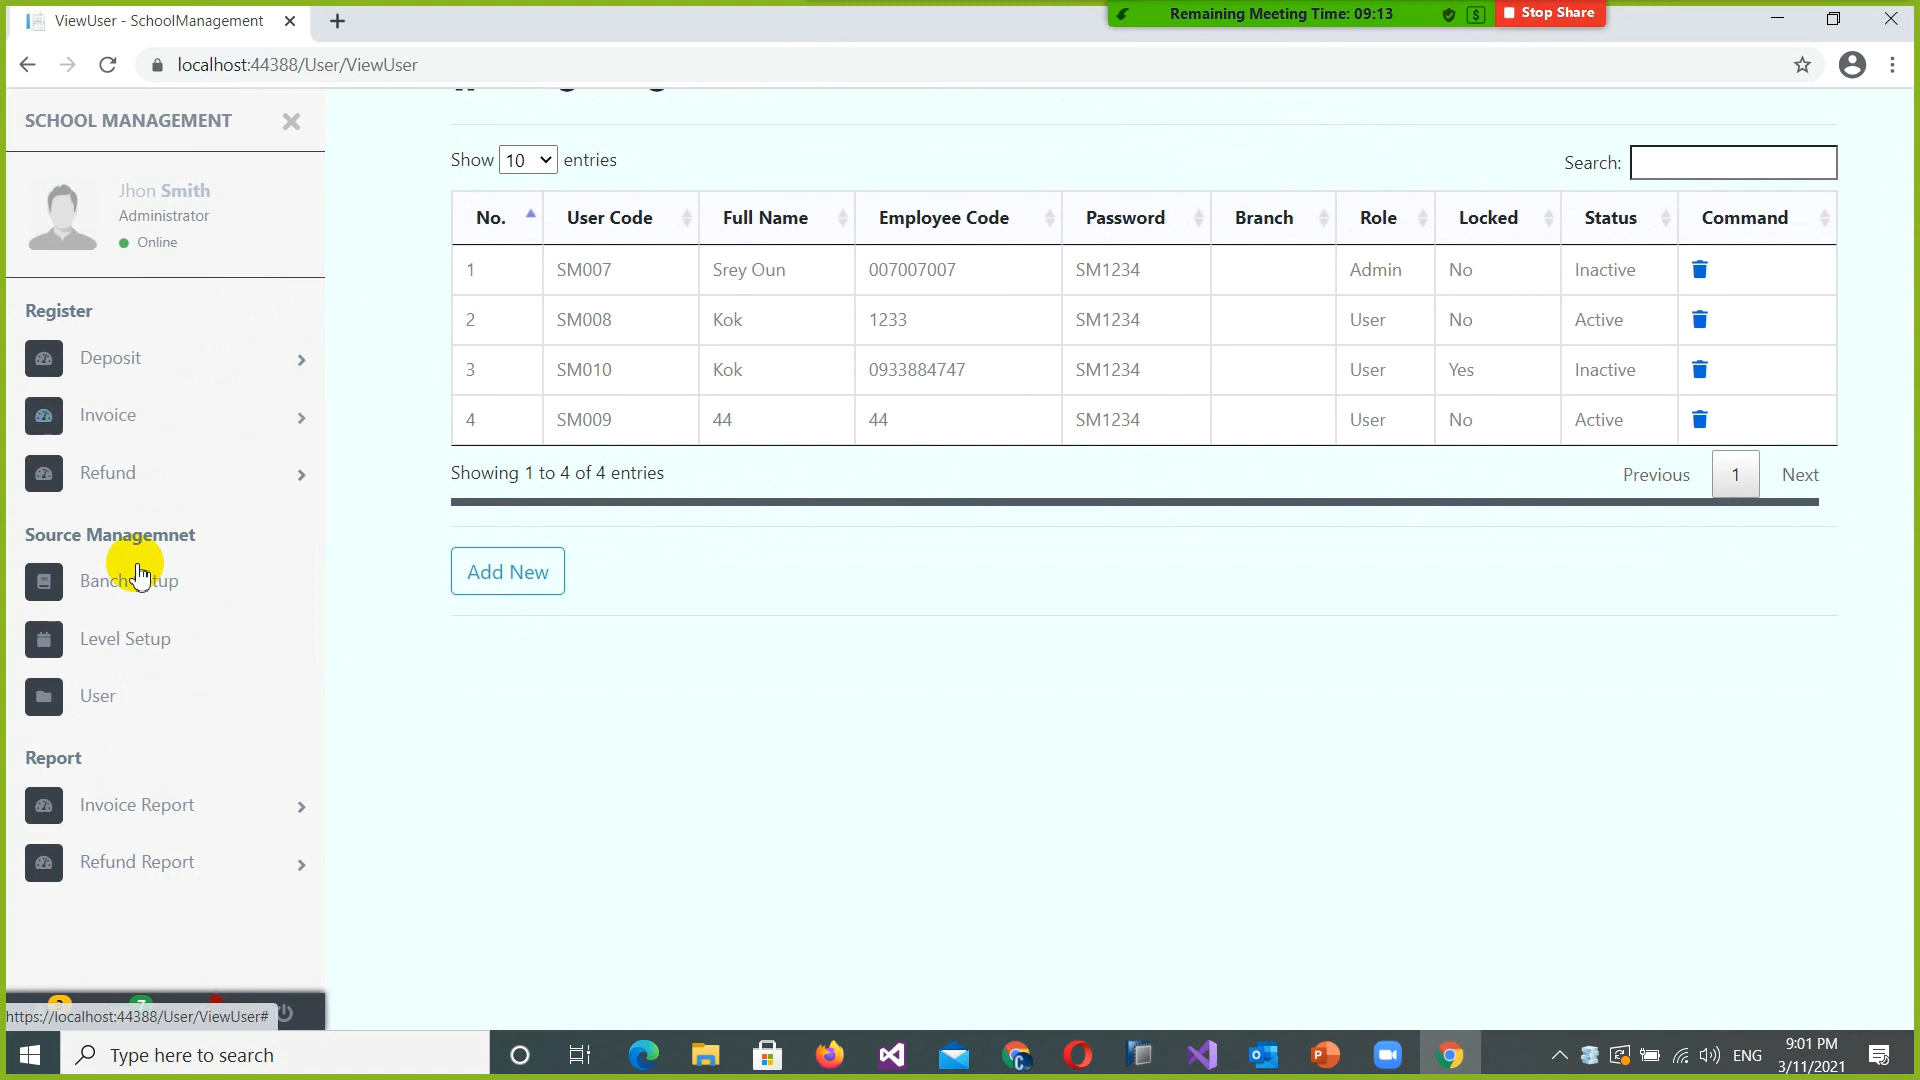 ViewUser - SchoolManagement
Remaining Meeting Time: 09:13
Stop Share
localhost:44388/User/ViewUser
SCHOOL MANAGEMENT
Jhon Smith
Administrator
Online
Register
Deposit
Invoice
Refund
Source Managemnet
Level Setup
User
Report
Invoice Report
Refund Report
https://localhost:44388/User/ViewUser#
Show 10 entries
Search:
No. User Code Full Name Employee Code Password Branch Role Locked Status Command
1 SM007 Srey Oun 007007007 SM1234 Admin No Inactive
2 SM008 Kok 1233 SM1234 User No Active
3 SM010 Kok 0933884747 SM1234 User Yes Inactive
4 SM009 44 44 SM1234 User No Active
Showing 1 to 4 of 4 entries
Previous 1 Next
Add New
Type here to search
ENG
9:01 PM
3/11/2021